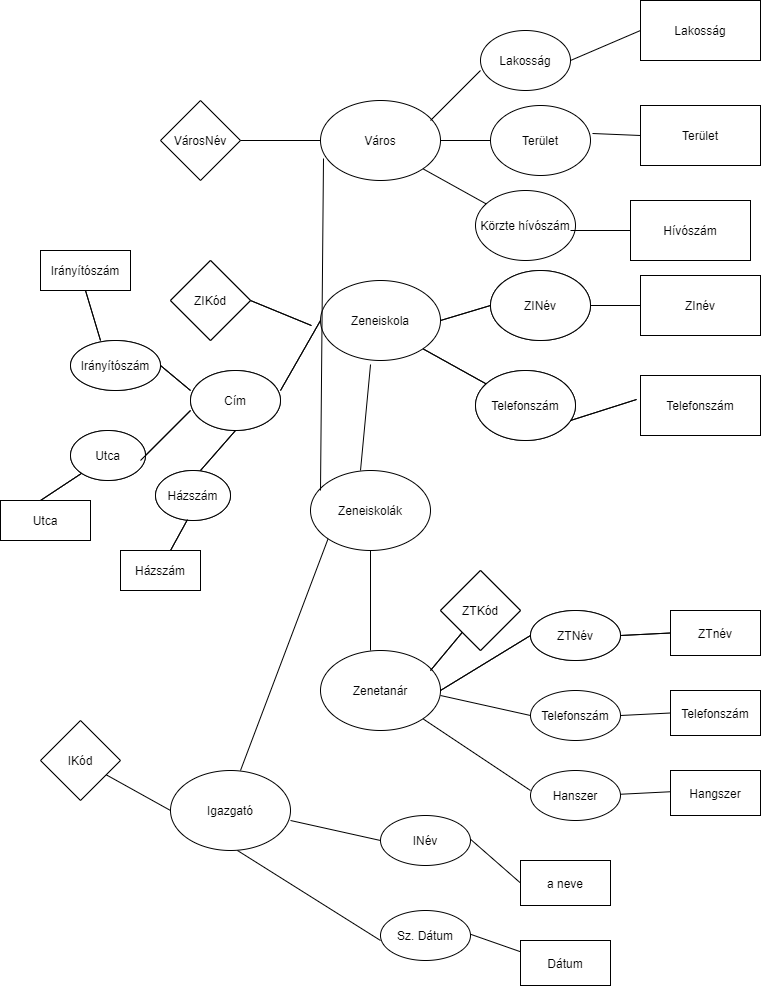 Lakosság
Lakosság
VárosNév
Város
Terület
Terület
Körzte hívószám
Hívószám
Irányítószám
ZIKód
Zeneiskola
ZINév
ZInév
Irányítószám
Cím
Telefonszám
Telefonszám
Utca
Házszám
Zeneiskolák
Utca
Házszám
ZTKód
ZTNév
ZTnév
Zenetanár
Telefonszám
Telefonszám
IKód
Hanszer
Hangszer
Igazgató
INév
a neve
Sz. Dátum
Dátum